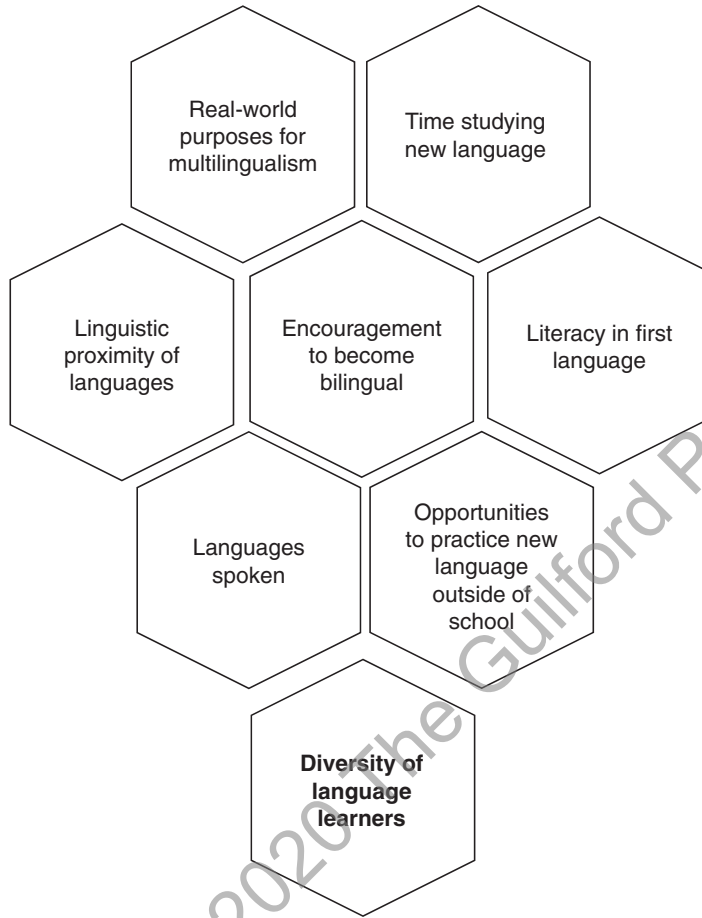 Real-world
purposes for
multilingualism
Time studying
new language
Linguistic
proximity of
languages
Encouragement
to become
bilingual
Literacy in first
language
Languages
spoken
Opportunities
to practice new
language
outside of
school
Diversity of
language
learners
2020 The Guilford P